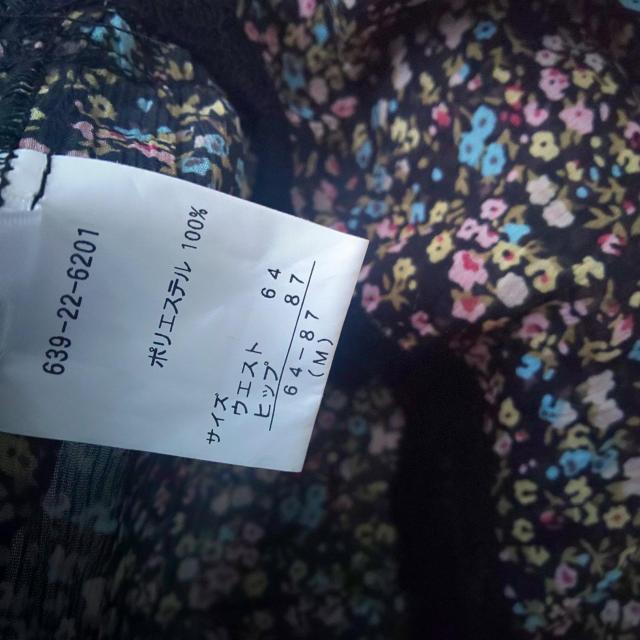 639-22-6201
ポリエステル 100%
サイズ
ウエスト 64
ヒップ 87
64-87
(M)